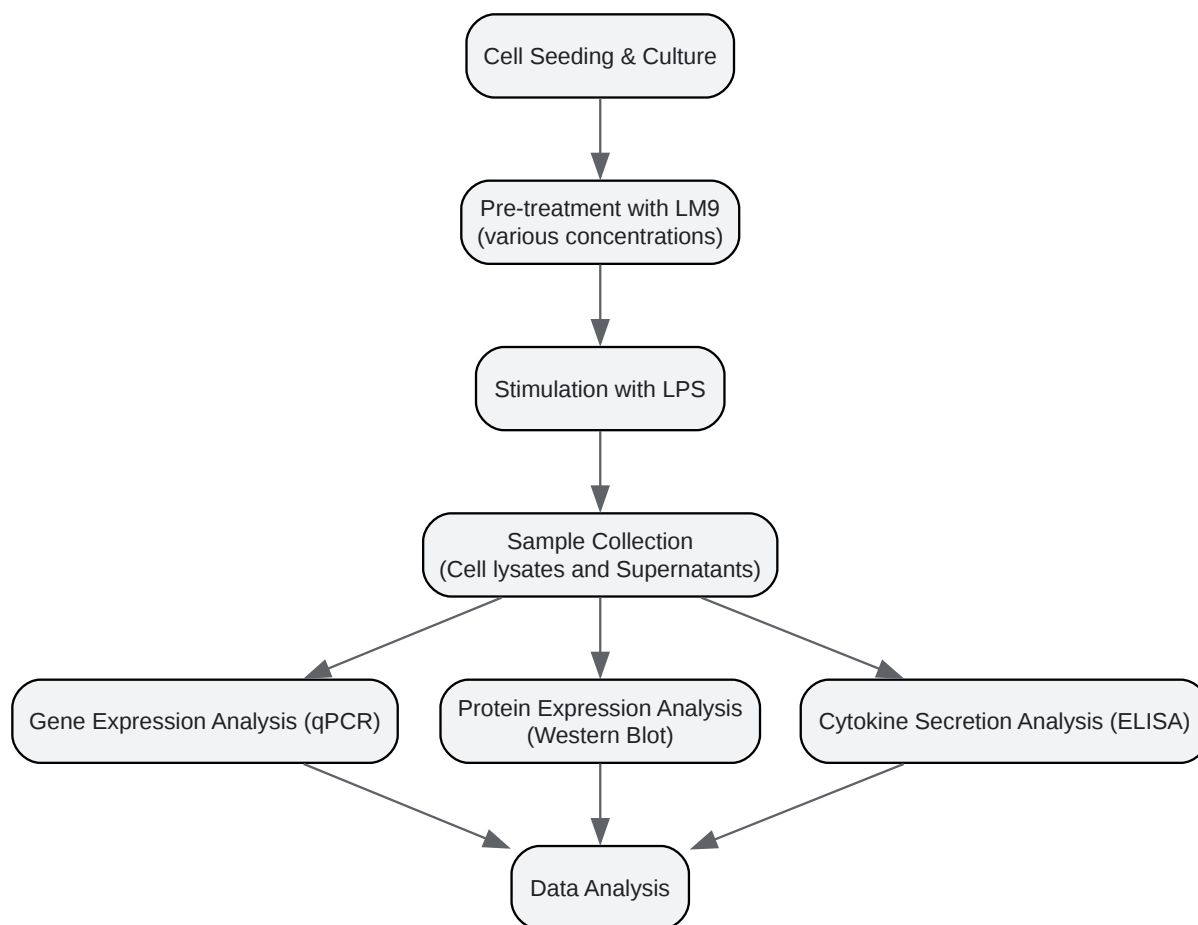 Cell Seeding & Culture
Pre-treatment with LM9
(various concentrations)
Stimulation with LPS
Sample Collection
(Cell lysates and Supernatants)
Gene Expression Analysis (qPCR)
Protein Expression Analysis
(Western Blot)
Cytokine Secretion Analysis (ELISA)
Data Analysis